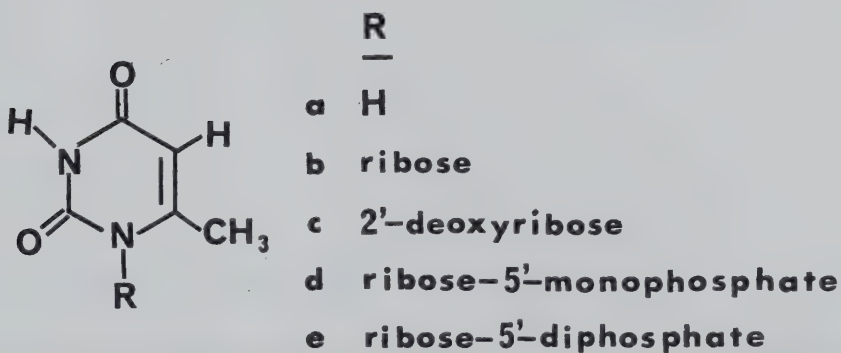 R
a H
b ribose
c 2'-deoxyribose
d ribose-5'-monophosphate
e ribose-5'-diphosphate
O
H
H
N
O
N
CH₃
R